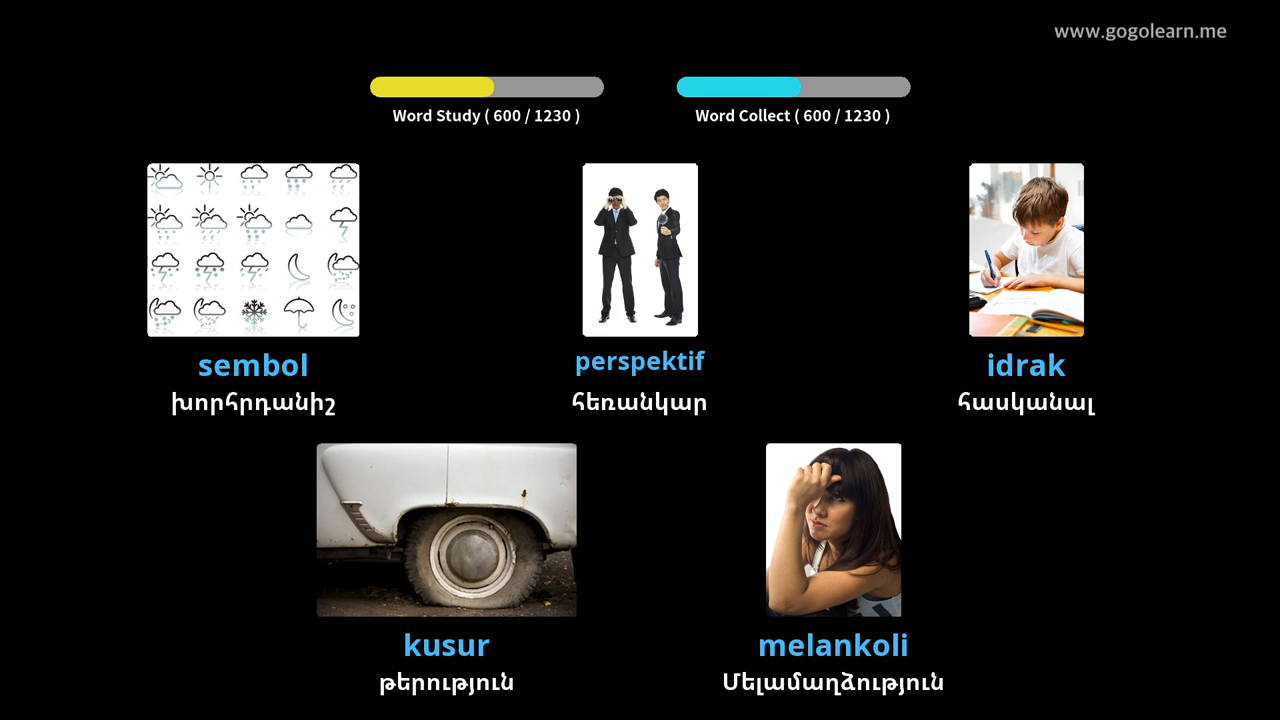 www.gogolearn.me
Word Study ( 600 / 1230 )
Word Collect ( 600 / 1230 )
sembol
խորհրդանիշ
perspektif
հեռանկար
idrak
հասկանալ
kusur
թերություն
melankoli
Մելամաղձություն